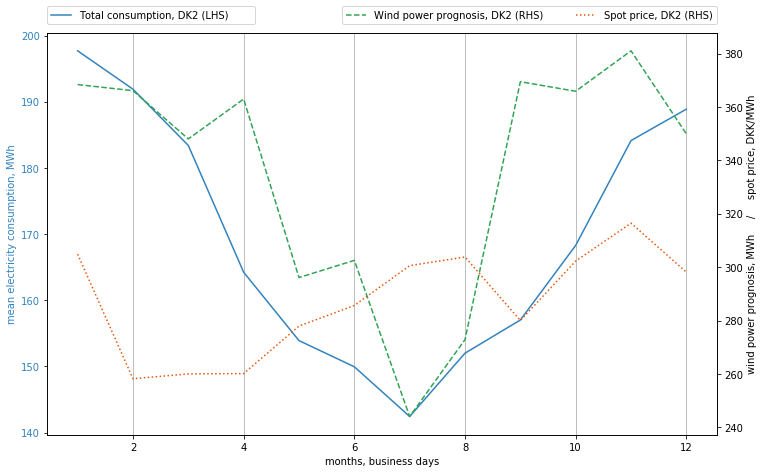 Total consumption, DK2 (LHS)
Wind power prognosis, DK2 (RHS)
Spot price, DK2 (RHS)
200
190
180
170
160
150
140
mean electricity consumption, MWh
380
360
340
320
300
280
260
240
wind power prognosis, MWh / spot price, DKK/MWh
2 4 6 8 10 12
months, business days